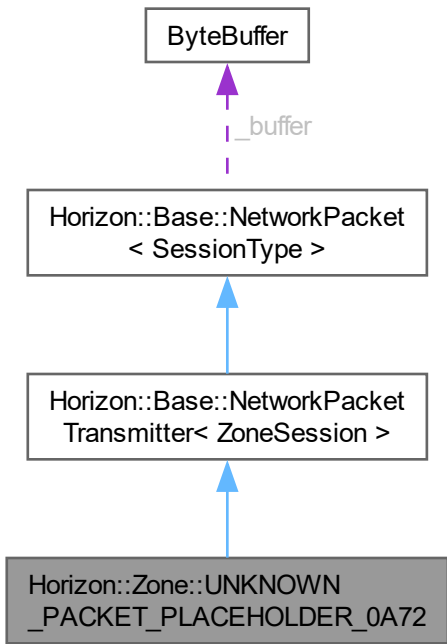 ByteBuffer
_buffer
Horizon::Base::NetworkPacket
< SessionType >
Horizon::Base::NetworkPacket
Transmitter< ZoneSession >
Horizon::Zone::UNKNOWN
_PACKET_PLACEHOLDER_0A72